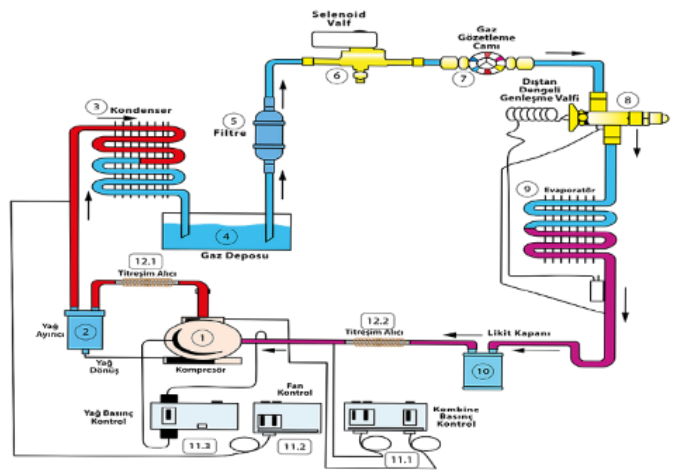 Selenoid
Valf
6
Gaz
Gözetleme
Camı
7
Dıştan
Dengeli
Genleşme Valfi
8
3
Kondenser
5
Filtre
9
Evaporatör
4
Gaz Deposu
12.1
Titreşim Alıcı
Yağ
Ayırıcı
2
1
12.2
Titreşim Alıcı
Likit Kapanı
Yağ
Dönüş
Kompresör
10
Fan
Kontrol
Yağ Basınç
Kontrol
Kombine
Basınç
Kontrol
11.3
11.2
11.1